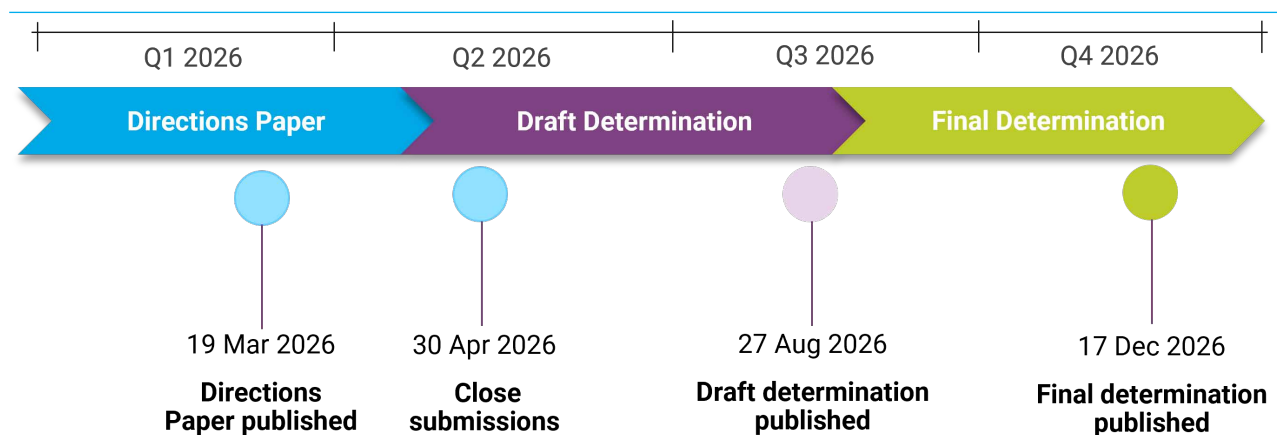 Q1 2026
Q2 2026
Q3 2026
Q4 2026
Directions Paper
Draft Determination
Final Determination
19 Mar 2026
Directions
Paper published
30 Apr 2026
Close
submissions
27 Aug 2026
Draft determination
published
17 Dec 2026
Final determination
published